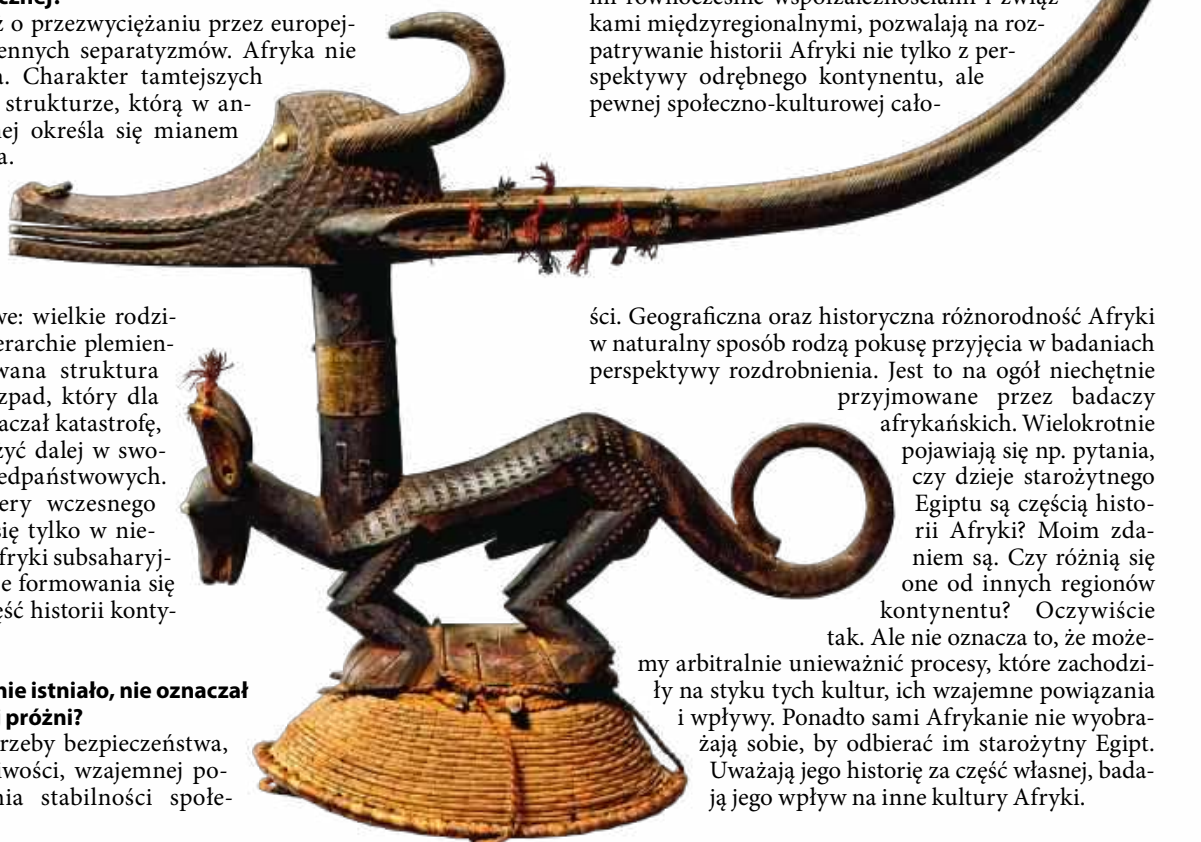 z o przezwyciężaniu przez europej-
ennych separatyzmów. Afryka nie
a. Charakter tamtejszych
strukturze, którą w an-
nej określa się mianem
a.
we: wielkie rodzi-
erarchie plemien-
wana struktura
zpad, który dla
aczał katastrofę,
zyć dalej w swo-
edpaństwowych.
ery wczesnego
się tylko w nie-
fryki subsaharyj-
e formowania się
ęść historii konty-
nie istniało, nie oznaczał
i próżni?
rzeby bezpieczeństwa,
iwości, wzajemnej po-
nia stabilności społe-
mi równocześnie współzależnościami i związ-
kami międzyregionalnymi, pozwalają na roz-
patrywanie historii Afryki nie tylko z per-
spektywy odrębnego kontynentu, ale
pewnej społeczno-kulturowej cało-
ści. Geograficzna oraz historyczna różnorodność Afryki
w naturalny sposób rodzą pokusę przyjęcia w badaniach
perspektywy rozdrobnienia. Jest to na ogół niechętnie
przyjmowane przez badaczy
afrykańskich. Wielokrotnie
pojawiają się np. pytania,
czy dzieje starożytnego
Egiptu są częścią histo-
rii Afryki? Moim zda-
niem są. Czy różnią się
one od innych regionów
kontynentu? Oczywiście
tak. Ale nie oznacza to, że może-
my arbitralnie unieważnić procesy, które zachodzi-
ły na styku tych kultur, ich wzajemne powiązania
i wpływy. Ponadto sami Afrykanie nie wyobra-
żają sobie, by odbierać im starożytny Egipt.
Uważają jego historię za część własnej, bada-
ją jego wpływ na inne kultury Afryki.